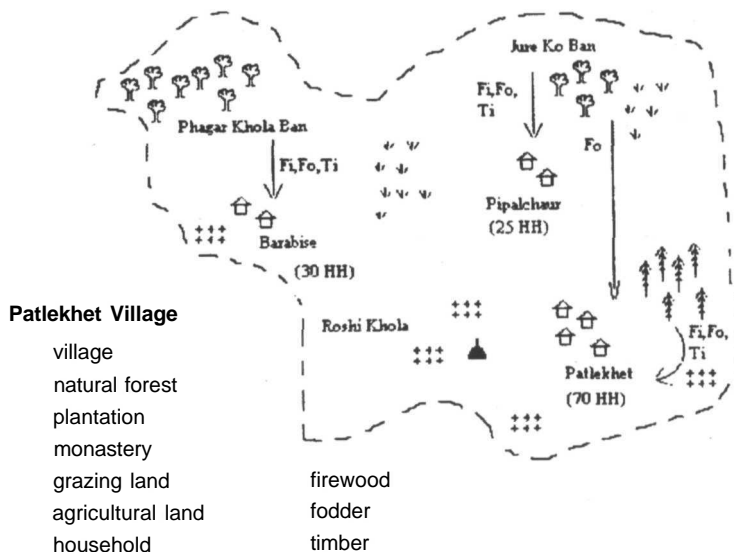 Jure Ko Ban
Fi,Fo,
Ti
Phagar Khola Ban
Fo
Fi,Fo,Ti
Pipalchaur
(25 HH)
Barabise
(30 HH)
Patlekhet Village
Roshi Khola
Fi,Fo,
Ti
Patlekhet
(70 HH)
village
natural forest
plantation
monastery
grazing land
firewood
agricultural land
fodder
household
timber